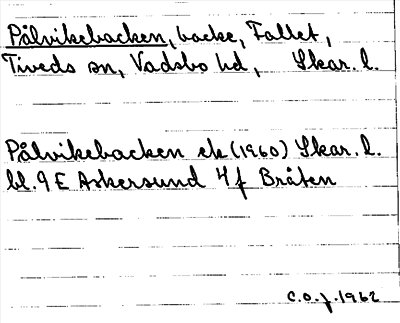 Pålvikebacken, backe, Fallet,
Tiveds sn, Vadsbo hd, Skar. l.
Pålvikebacken ek (1960) Skar. l.
bl. 9 E Askersund 4 f Bråten
C.O.J. 1962